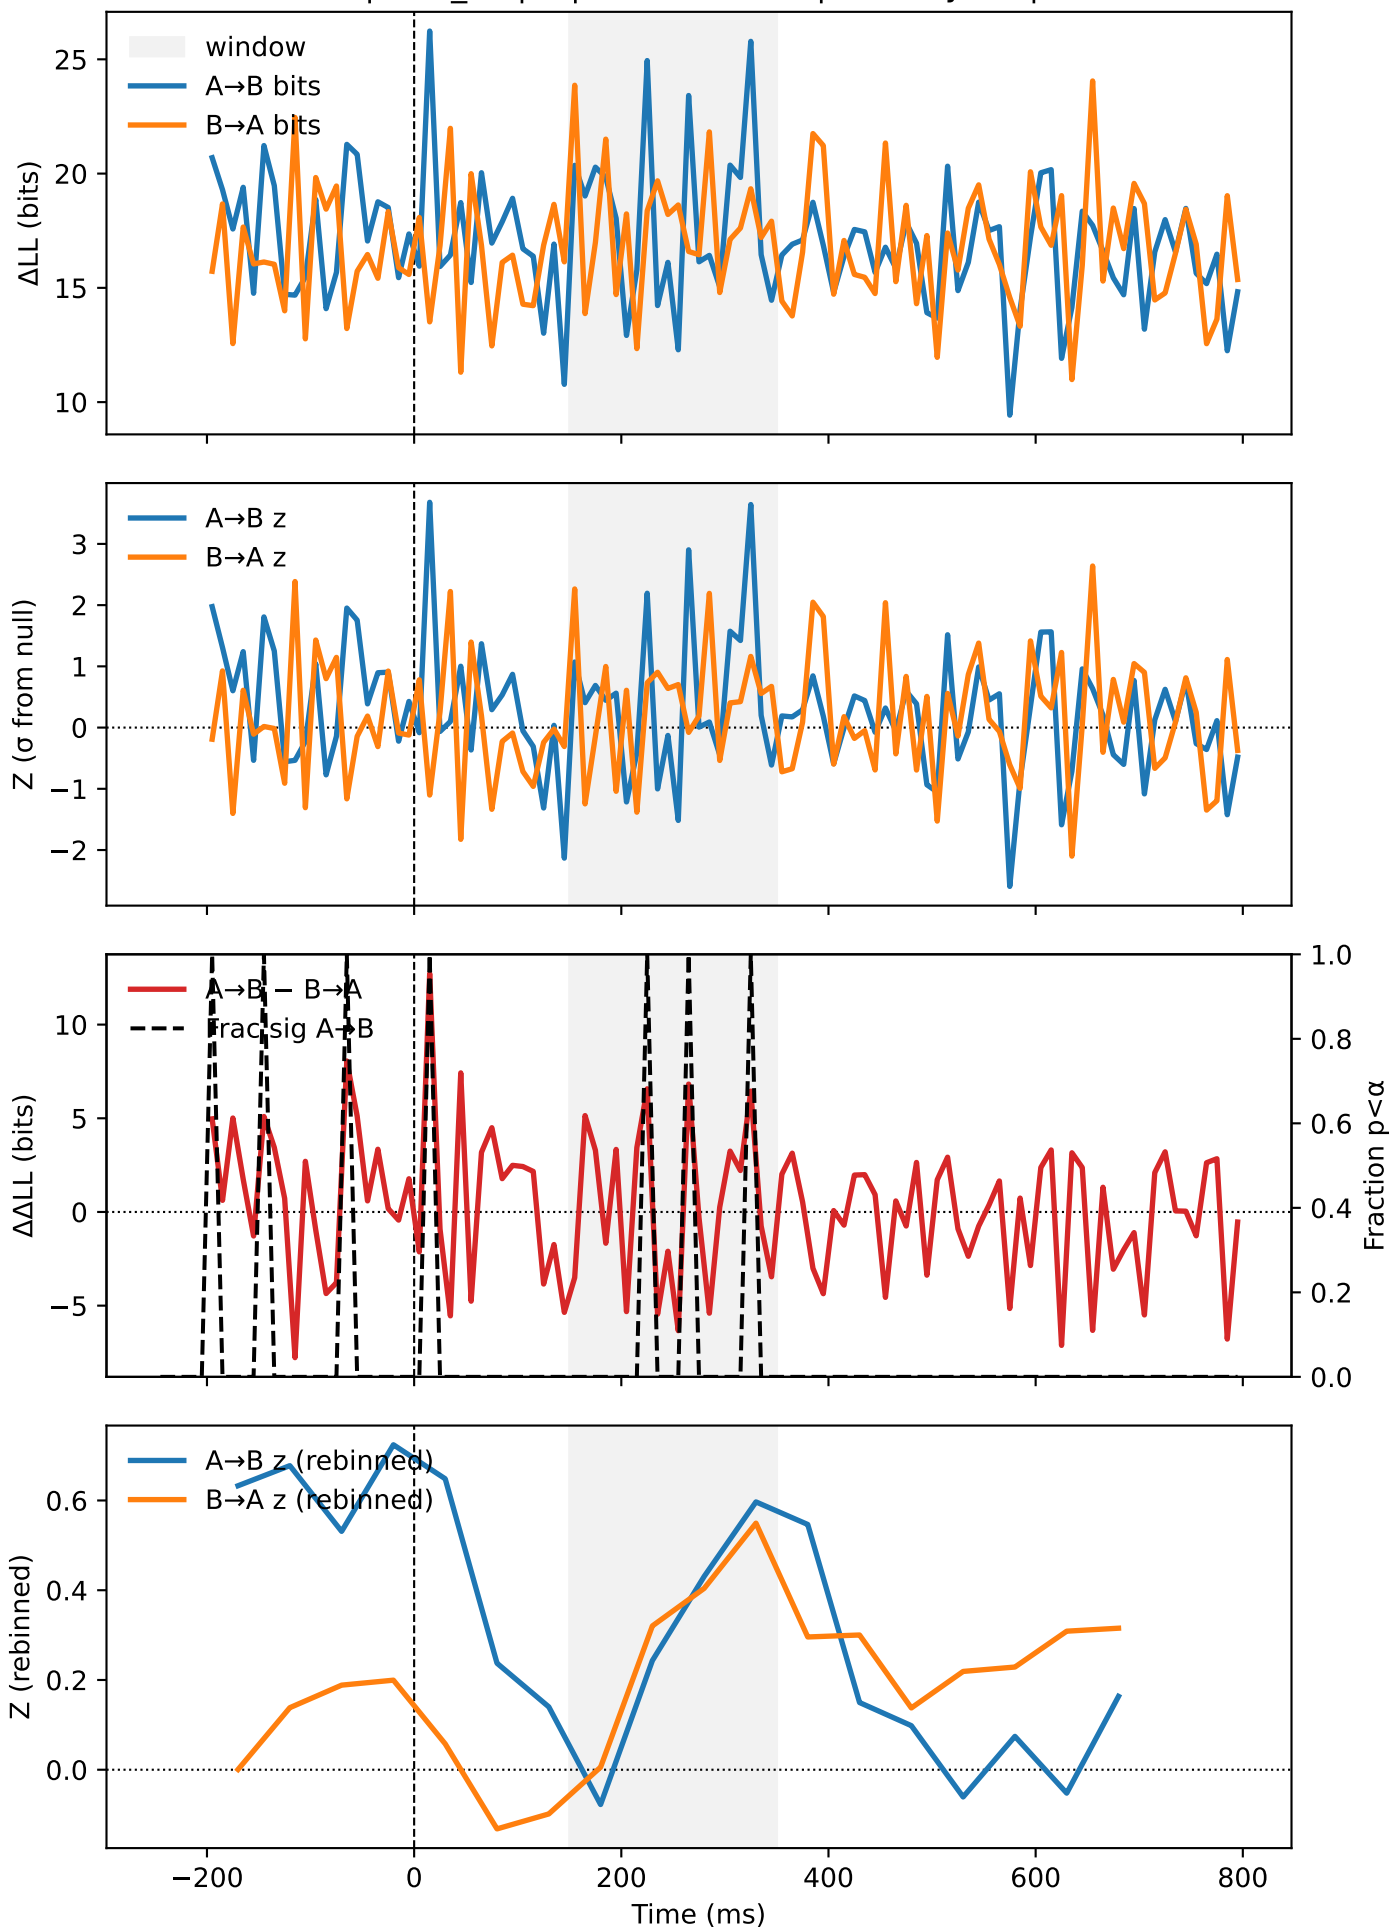 window
A→B bits
B→A bits
25
20
15
10
ΔLL (bits)
A→B z
B→A z
3
2
1
0
−1
−2
Z (σ from null)
A→B − B→A
Frac sig A→B
10
5
0
−5
ΔΔLL (bits)
1.0
0.8
0.6
0.4
0.2
0.0
Fraction p<α
A→B z (rebinned)
B→A z (rebinned)
0.6
0.4
0.2
0.0
Z (rebinned)
−200 0 200 400 600 800
Time (ms)